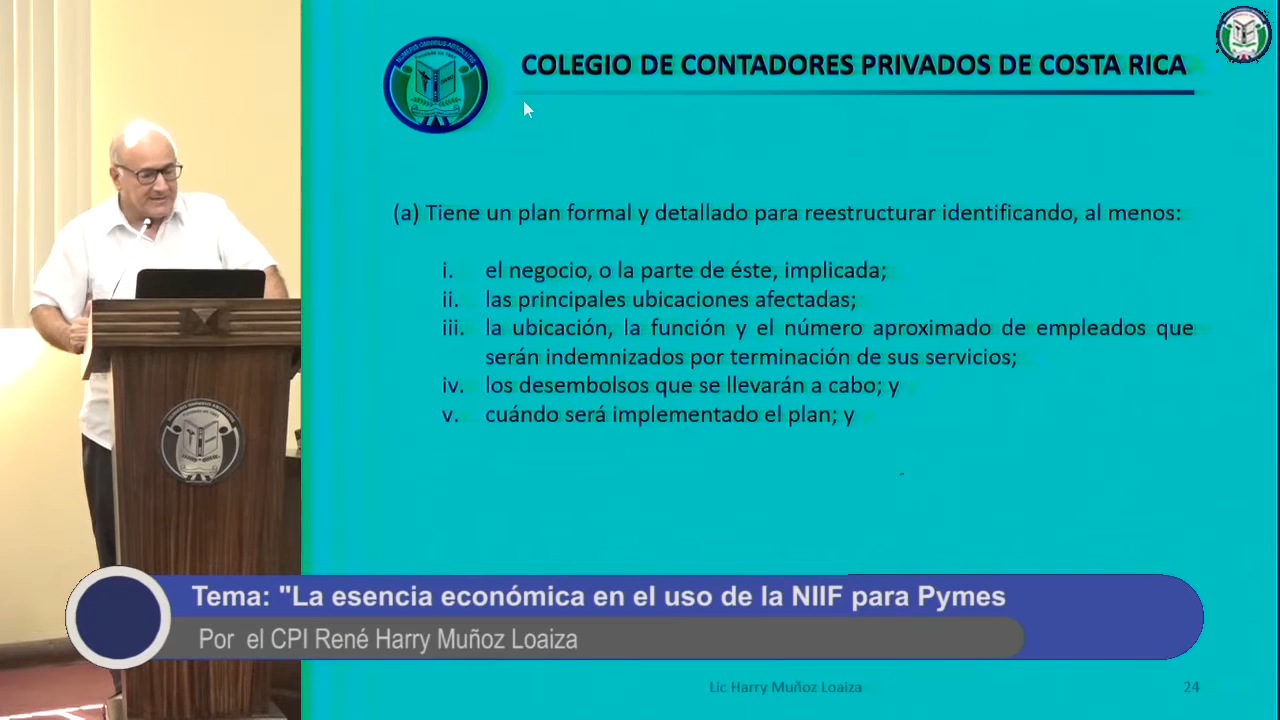 COLEGIO DE CONTADORES PRIVADOS DE COSTA RICA
NUMERIS OMNIBUS ABSOLUTIS
(a) Tiene un plan formal y detallado para reestructurar identificando, al menos:
i. el negocio, o la parte de éste, implicada;
ii. las principales ubicaciones afectadas;
iii. la ubicación, la función y el número aproximado de empleados que
serán indemnizados por terminación de sus servicios;
iv. los desembolsos que se llevarán a cabo; y
v. cuándo será implementado el plan; y
Tema: "La esencia económica en el uso de la NIIF para Pymes
Por el CPI René Harry Muñoz Loaiza
Lic Harry Muñoz Loaiza
24